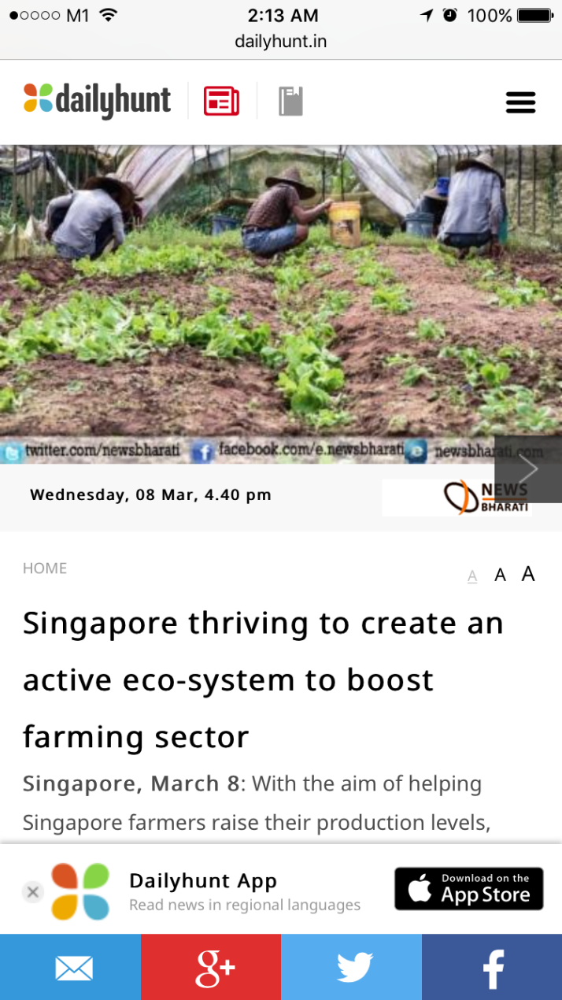 M1 2:13 AM 100%
dailyhunt.in
dailyhunt
twitter.com/newsbharati facebook.com/e.newsbharati newsbharati.com
Wednesday, 08 Mar, 4.40 pm
NEWS
BHARATI
HOME
A A A
Singapore thriving to create an
active eco-system to boost
farming sector
Singapore, March 8: With the aim of helping
Singapore farmers raise their production levels,
Dailyhunt App
Read news in regional languages
Download on the
App Store
g+